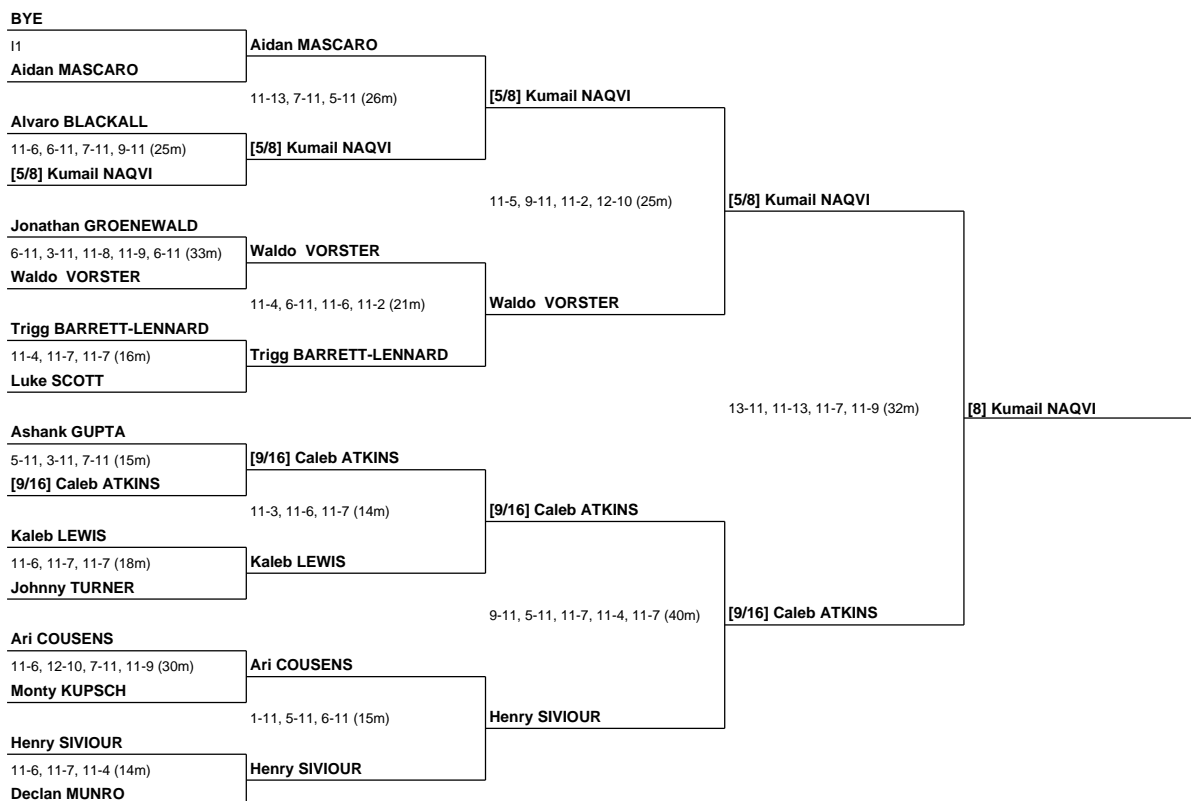 BYE
I1
Aidan MASCARO
Aidan MASCARO
11-13, 7-11, 5-11 (26m)
[5/8] Kumail NAQVI
Alvaro BLACKALL
11-6, 6-11, 7-11, 9-11 (25m)
[5/8] Kumail NAQVI
[5/8] Kumail NAQVI
11-5, 9-11, 11-2, 12-10 (25m)
[5/8] Kumail NAQVI
Jonathan GROENEWALD
6-11, 3-11, 11-8, 11-9, 6-11 (33m)
Waldo  VORSTER
Waldo  VORSTER
11-4, 6-11, 11-6, 11-2 (21m)
Waldo  VORSTER
Trigg BARRETT-LENNARD
11-4, 11-7, 11-7 (16m)
Luke SCOTT
Trigg BARRETT-LENNARD
13-11, 11-13, 11-7, 11-9 (32m)
[8] Kumail NAQVI
Ashank GUPTA
5-11, 3-11, 7-11 (15m)
[9/16] Caleb ATKINS
[9/16] Caleb ATKINS
11-3, 11-6, 11-7 (14m)
[9/16] Caleb ATKINS
Kaleb LEWIS
11-6, 11-7, 11-7 (18m)
Johnny TURNER
Kaleb LEWIS
9-11, 5-11, 11-7, 11-4, 11-7 (40m)
[9/16] Caleb ATKINS
Ari COUSENS
11-6, 12-10, 7-11, 11-9 (30m)
Monty KUPSCH
Ari COUSENS
1-11, 5-11, 6-11 (15m)
Henry SIVIOUR
Henry SIVIOUR
11-6, 11-7, 11-4 (14m)
Declan MUNRO
Henry SIVIOUR